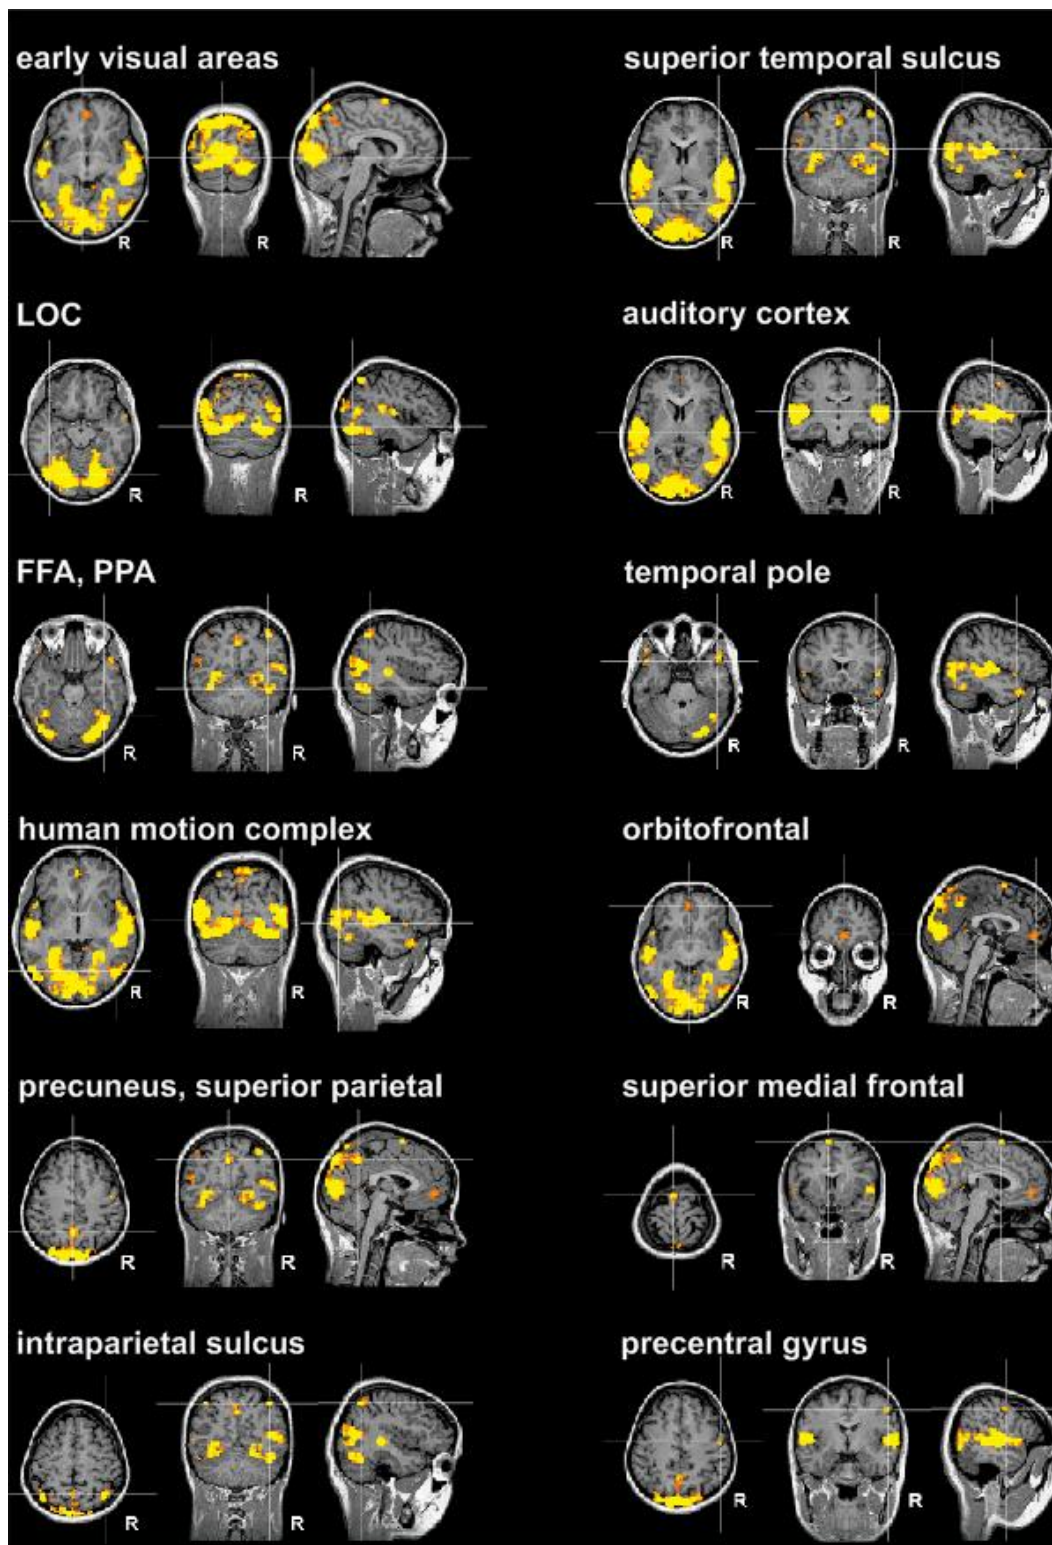 early visual areas
R
R
superior temporal sulcus
R
R
LOC
R
R
auditory cortex
R
R
FFA, PPA
R
R
temporal pole
R
R
human motion complex
R
R
orbitofrontal
R
R
precuneus, superior parietal
R
R
superior medial frontal
R
R
intraparietal sulcus
R
R
precentral gyrus
R
R